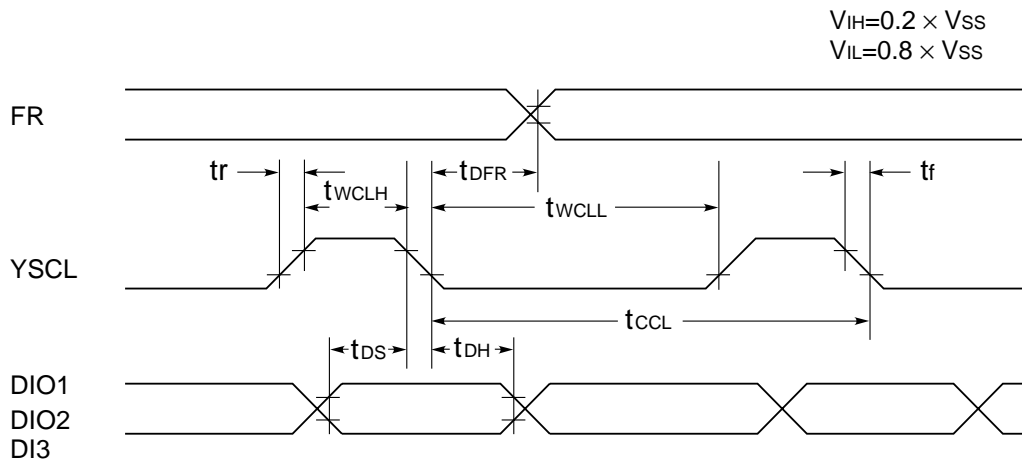 VIH=0.2 × VSS
VIL=0.8 × VSS
FR
tr
tWCLH
tDFR
tWCLL
tf
YSCL
tCCL
tDS
tDH
DIO1
DIO2
DI3